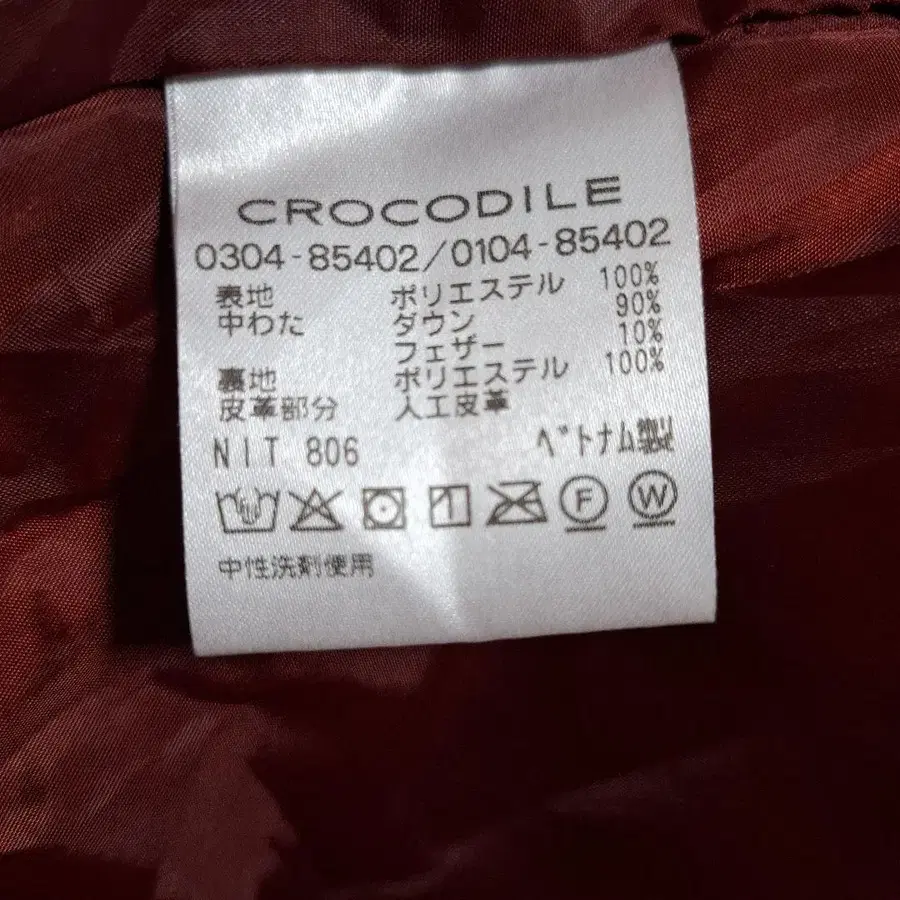 CROCODILE
0304-85402/0104-85402
表地 ポリエステル 100%
中わた ダウン 90%
フェザー 10%
裏地 ポリエステル 100%
皮革部分 人工皮革
NIT 806 ベトナム製
F W
中性洗剤使用